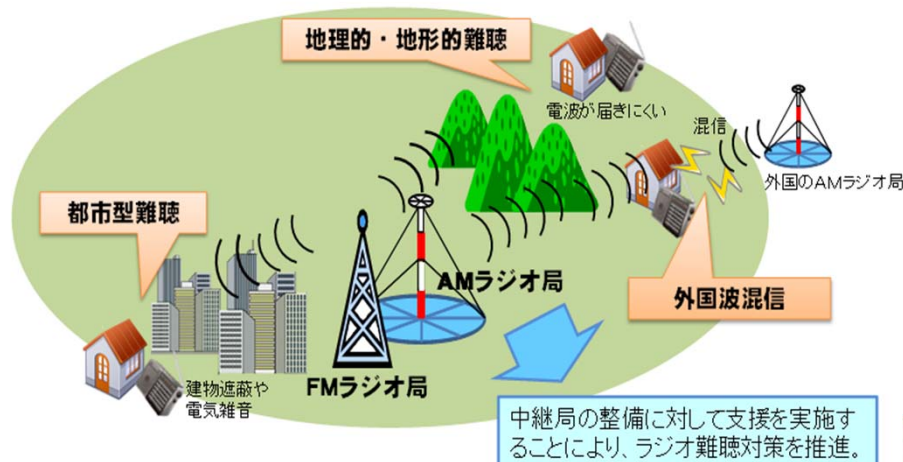 地理的・地形的難聴
電波が届きにくい
混信
外国のAMラジオ局
都市型難聴
AMラジオ局
外国波混信
FMラジオ局
建物遮蔽や
電気雑音
中継局の整備に対して支援を実施す
ることにより、ラジオ難聴対策を推進。